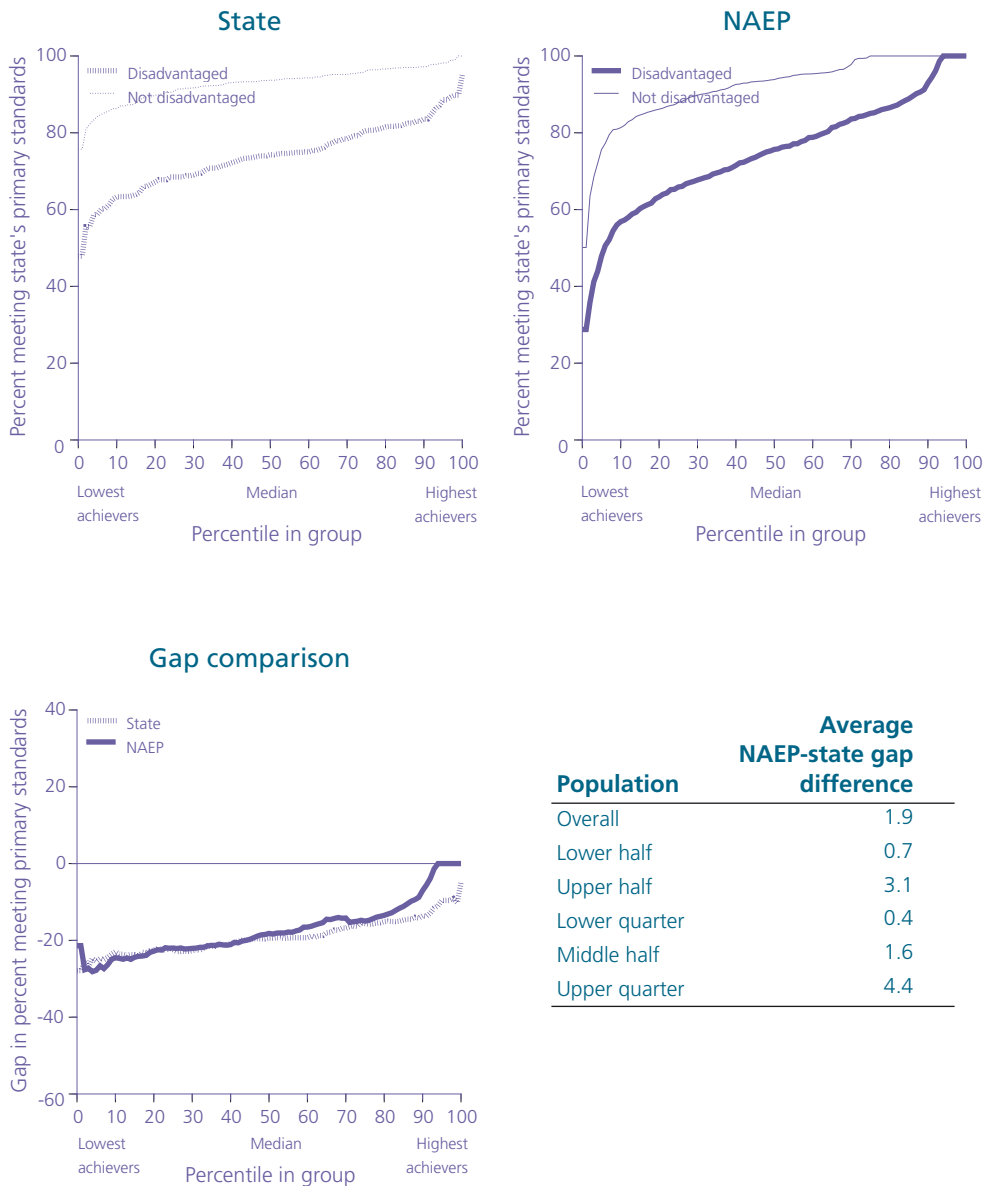 State
Percent meeting state's primary standards
100
80
60
40
20
0
Disadvantaged
Not disadvantaged
0 10 20 30 40 50 60 70 80 90 100
Lowest achievers
Median
Highest achievers
Percentile in group
NAEP
Percent meeting state's primary standards
100
80
60
40
20
0
Disadvantaged
Not disadvantaged
0 10 20 30 40 50 60 70 80 90 100
Lowest achievers
Median
Highest achievers
Percentile in group
Gap comparison
Gap in percent meeting primary standards
40
20
0
-20
-40
-60
State
NAEP
0 10 20 30 40 50 60 70 80 90 100
Lowest achievers
Median
Highest achievers
Percentile in group
Average
NAEP-state gap
Population difference
Overall 1.9
Lower half 0.7
Upper half 3.1
Lower quarter 0.4
Middle half 1.6
Upper quarter 4.4